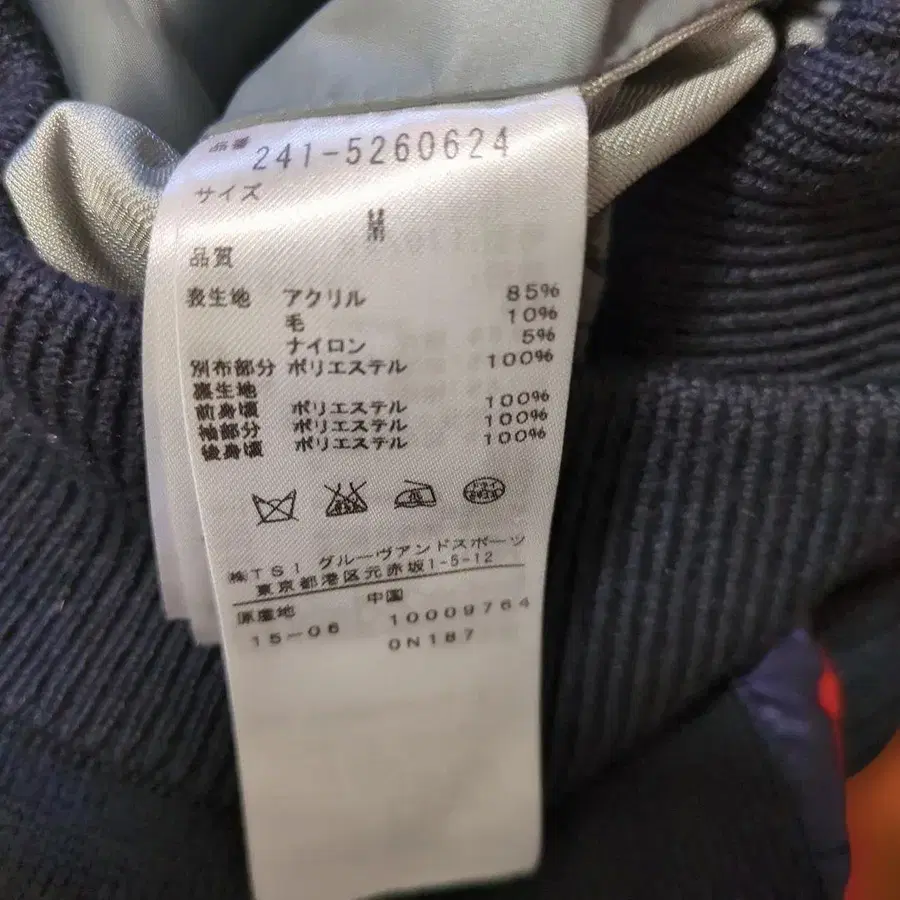 品番 241-5260624
サイズ
M
品質
表生地 アクリル 85%
毛 10%
ナイロン 5%
別布部分 ポリエステル 100%
裏生地
前身頃 ポリエステル 100%
袖部分 ポリエステル 100%
後身頃 ポリエステル 100%
ドライ
㈱TSI グルーヴアンドスポーツ
東京都港区元赤坂1-5-12
原産地 中国
15-06 10009764
0N187